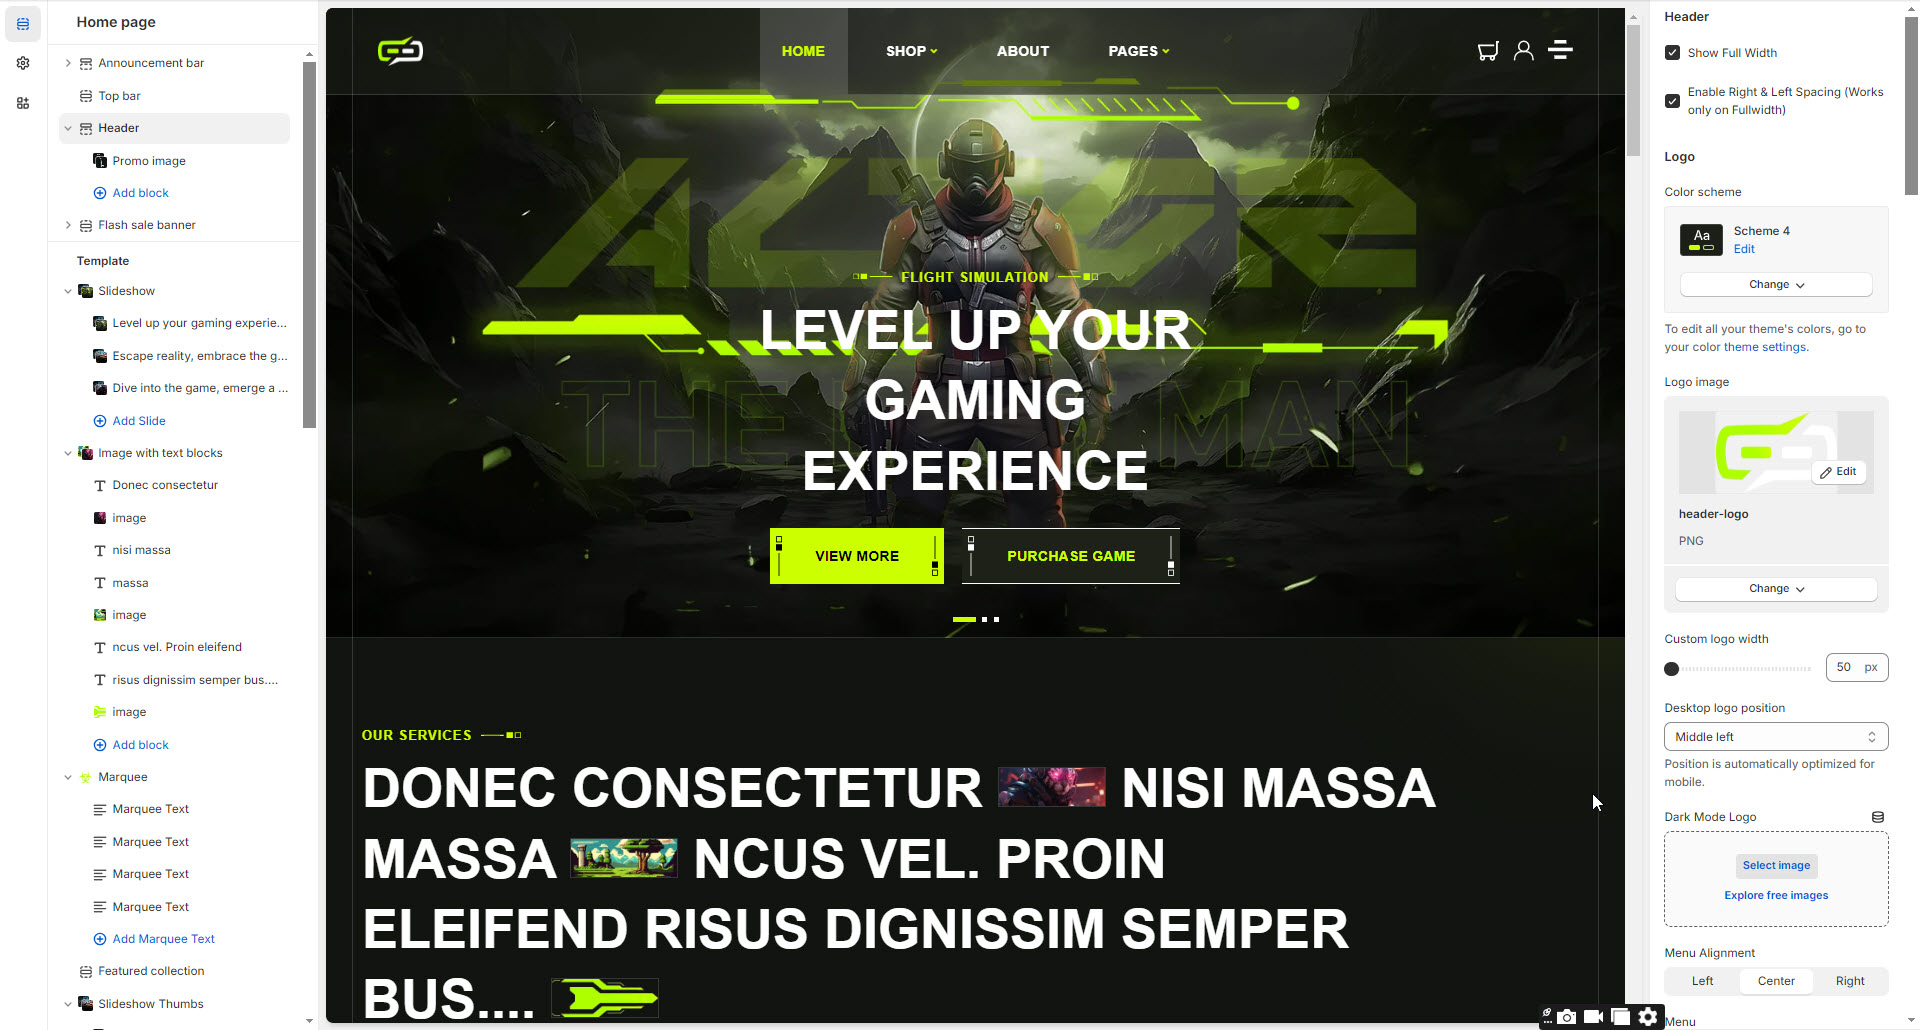 Home page
Announcement bar
Top bar
Header
Promo image
Add block
Flash sale banner
Template
Slideshow
Level up your gaming experie...
Escape reality, embrace the g...
Dive into the game, emerge a ...
Add Slide
Image with text blocks
Donec consectetur
image
nisi massa
massa
image
ncus vel. Proin eleifend
risus dignissim semper bus....
image
Add block
Marquee
Marquee Text
Marquee Text
Marquee Text
Marquee Text
Add Marquee Text
Featured collection
Slideshow Thumbs
HOME
SHOP
ABOUT
PAGES
FLIGHT SIMULATION
LEVEL UP YOUR
GAMING
EXPERIENCE
VIEW MORE
PURCHASE GAME
OUR SERVICES
DONEC CONSECTETUR NISI MASSA
MASSA NCUS VEL. PROIN
ELEIFEND RISUS DIGNISSIM SEMPER
BUS....
Header
Show Full Width
Enable Right & Left Spacing (Works
only on Fullwidth)
Logo
Color scheme
Aa
Scheme 4
Edit
Change
To edit all your theme's colors, go to
your color theme settings.
Logo image
Edit
header-logo
PNG
Change
Custom logo width
50 px
Desktop logo position
Middle left
Position is automatically optimized for
mobile.
Dark Mode Logo
Select image
Explore free images
Menu Alignment
Left
Center
Right
Menu